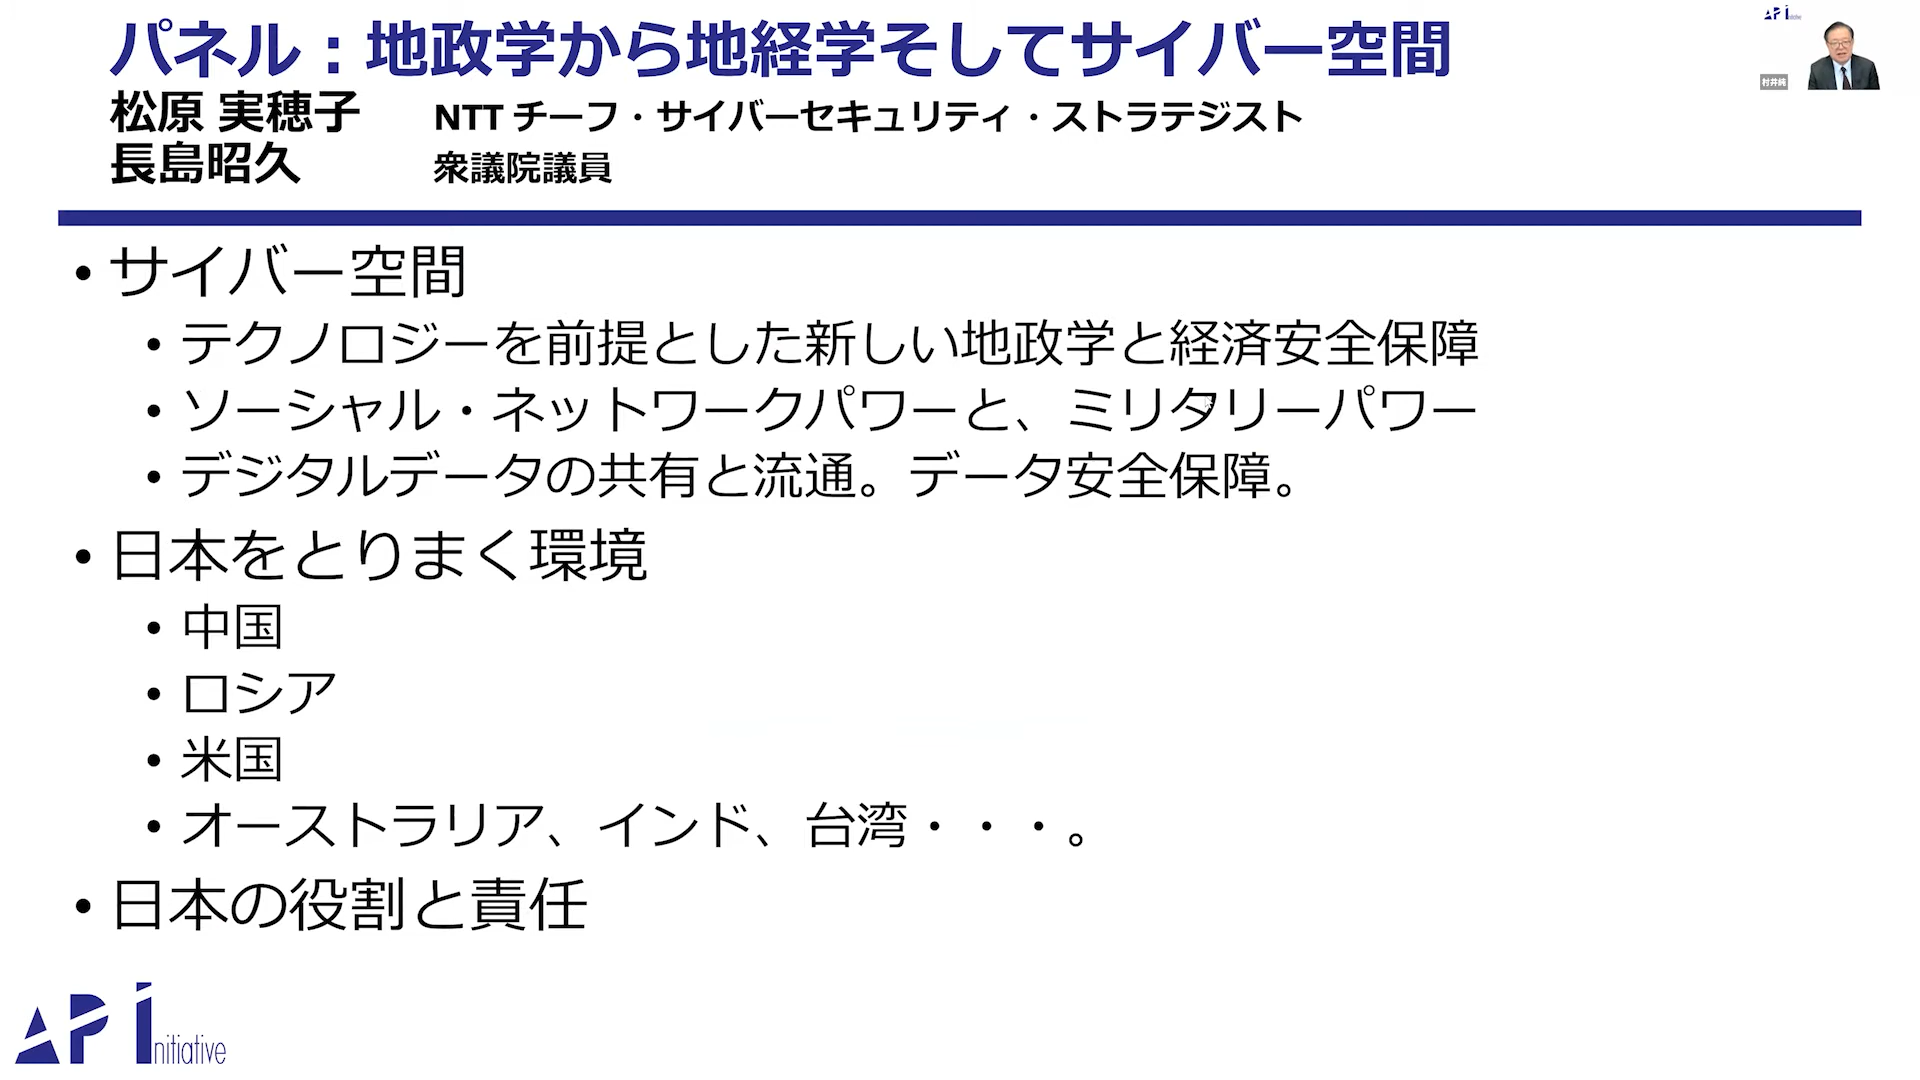 パネル：地政学から地経学そしてサイバー空間
松原 実穂子 NTT チーフ・サイバーセキュリティ・ストラテジスト
長島昭久 衆議院議員
• サイバー空間
• テクノロジーを前提とした新しい地政学と経済安全保障
• ソーシャル・ネットワークパワーと、ミリタリーパワー
• デジタルデータの共有と流通。データ安全保障。
• 日本をとりまく環境
• 中国
• ロシア
• 米国
• オーストラリア、インド、台湾・・・。
• 日本の役割と責任
AP Initiative
AP Initiative
村井純